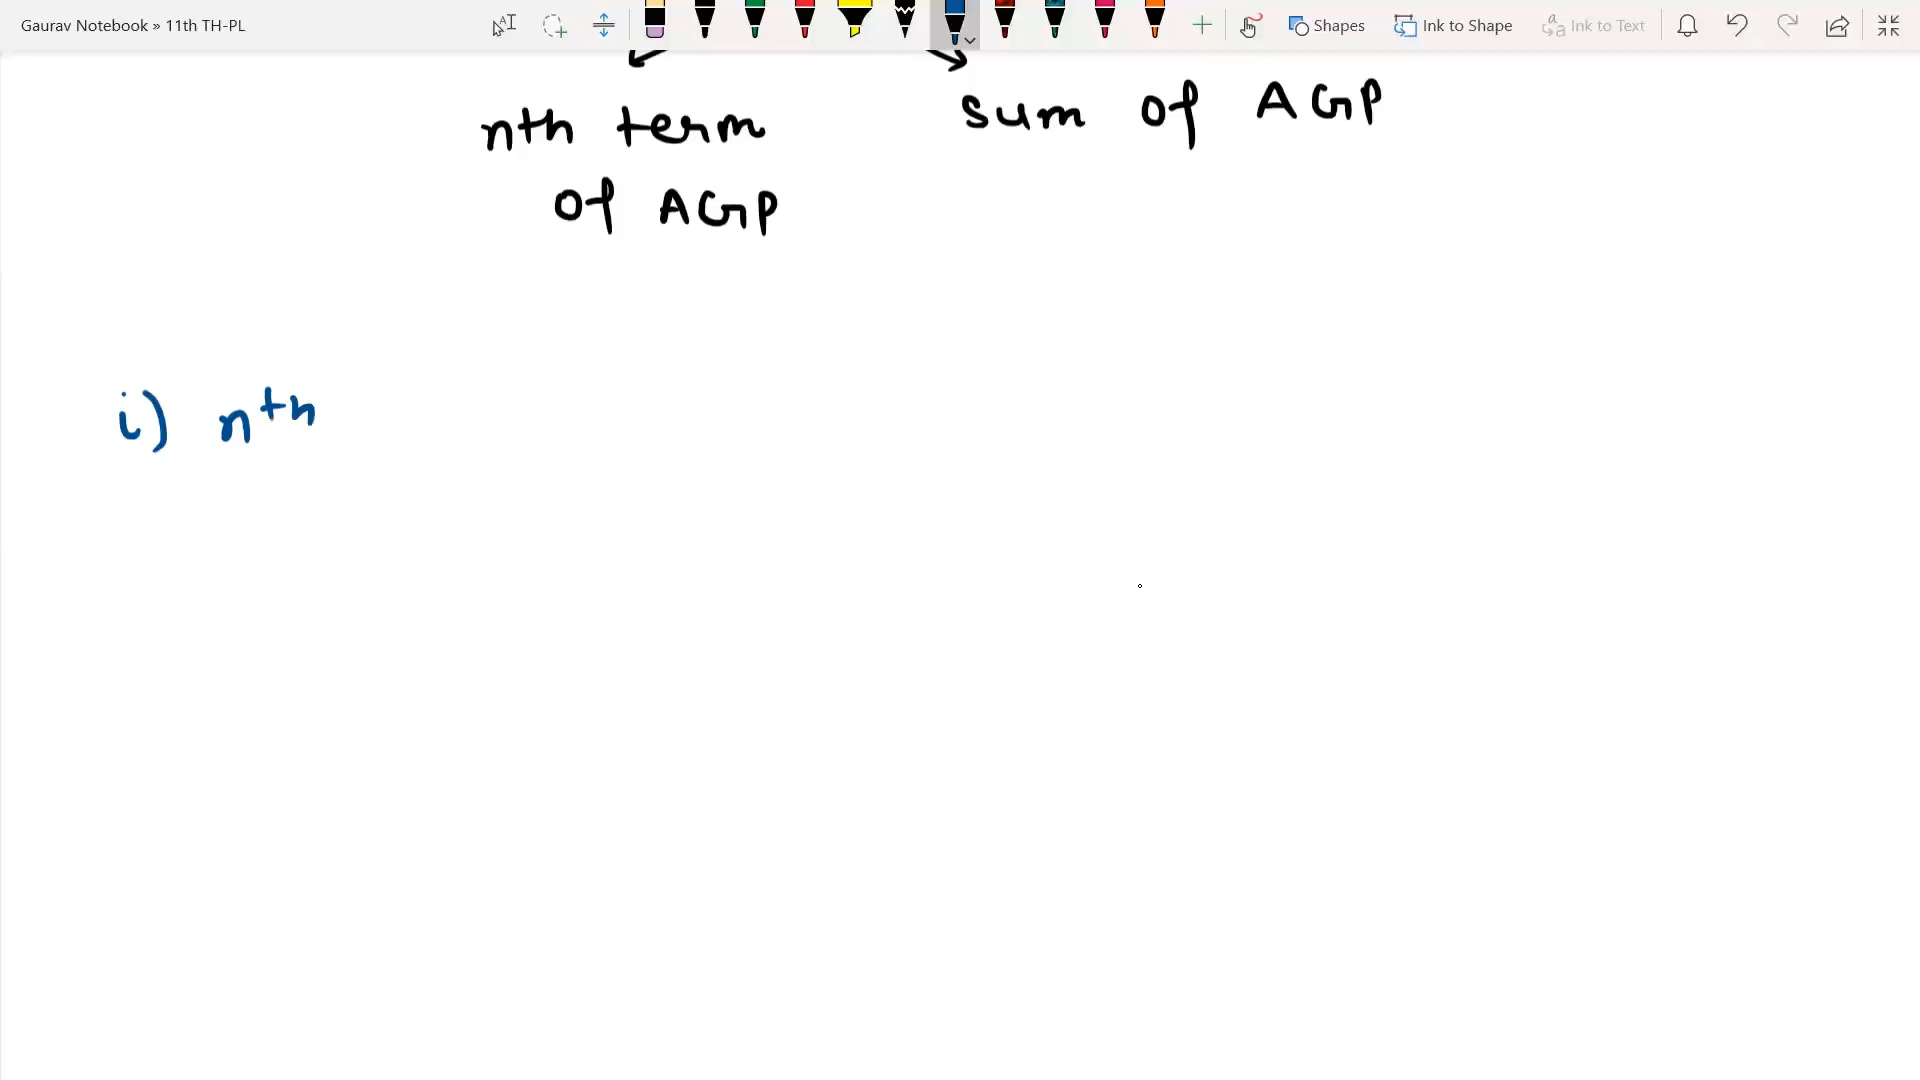 Gaurav Notebook » 11th TH-PL
Shapes
Ink to Shape
Ink to Text
nth term
of AGP
sum of AGP
i) nth